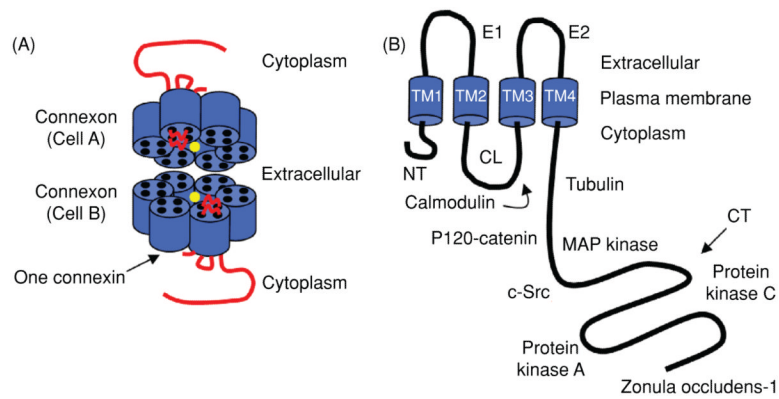 (A)
Cytoplasm
Connexon
(Cell A)
Extracellular
Connexon
(Cell B)
One connexin
Cytoplasm
(B)
E1
E2
Extracellular
TM1
TM2
TM3
TM4
Plasma membrane
Cytoplasm
NT
CL
Calmodulin
Tubulin
P120-catenin
MAP kinase
CT
c-Src
Protein
kinase C
Protein
kinase A
Zonula occludens-1